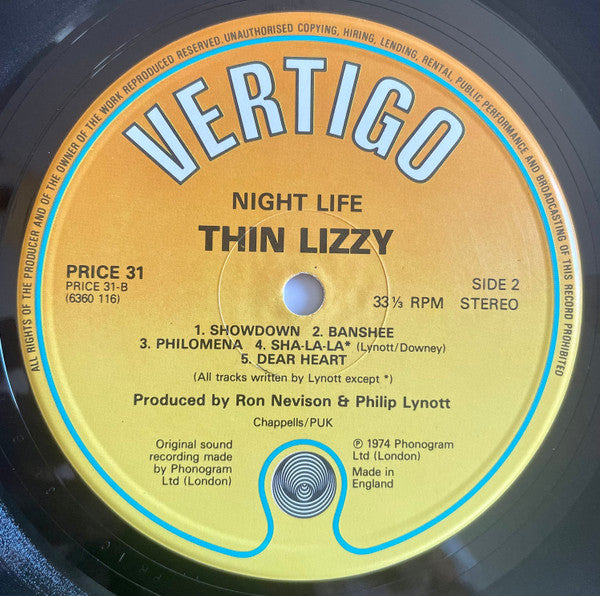 ALL RIGHTS OF THE PRODUCER AND OF THE OWNER OF THE WORK REPRODUCED RESERVED. UNAUTHORISED COPYING, HIRING, LENDING, RENTAL, PUBLIC PERFORMANCE AND BROADCASTING OF THIS RECORD PROHIBITED
VERTIGO
NIGHT LIFE
THIN LIZZY
PRICE 31
PRICE 31-B
(6360 116)
SIDE 2
33⅓ RPM STEREO
1. SHOWDOWN 2. BANSHEE
3. PHILOMENA 4. SHA-LA-LA* (Lynott/Downey)
5. DEAR HEART
(All tracks written by Lynott except *)
Produced by Ron Nevison & Philip Lynott
Chappells/PUK
Original sound
recording made
by Phonogram
Ltd (London)
℗ 1974 Phonogram
Ltd (London)
Made in
England